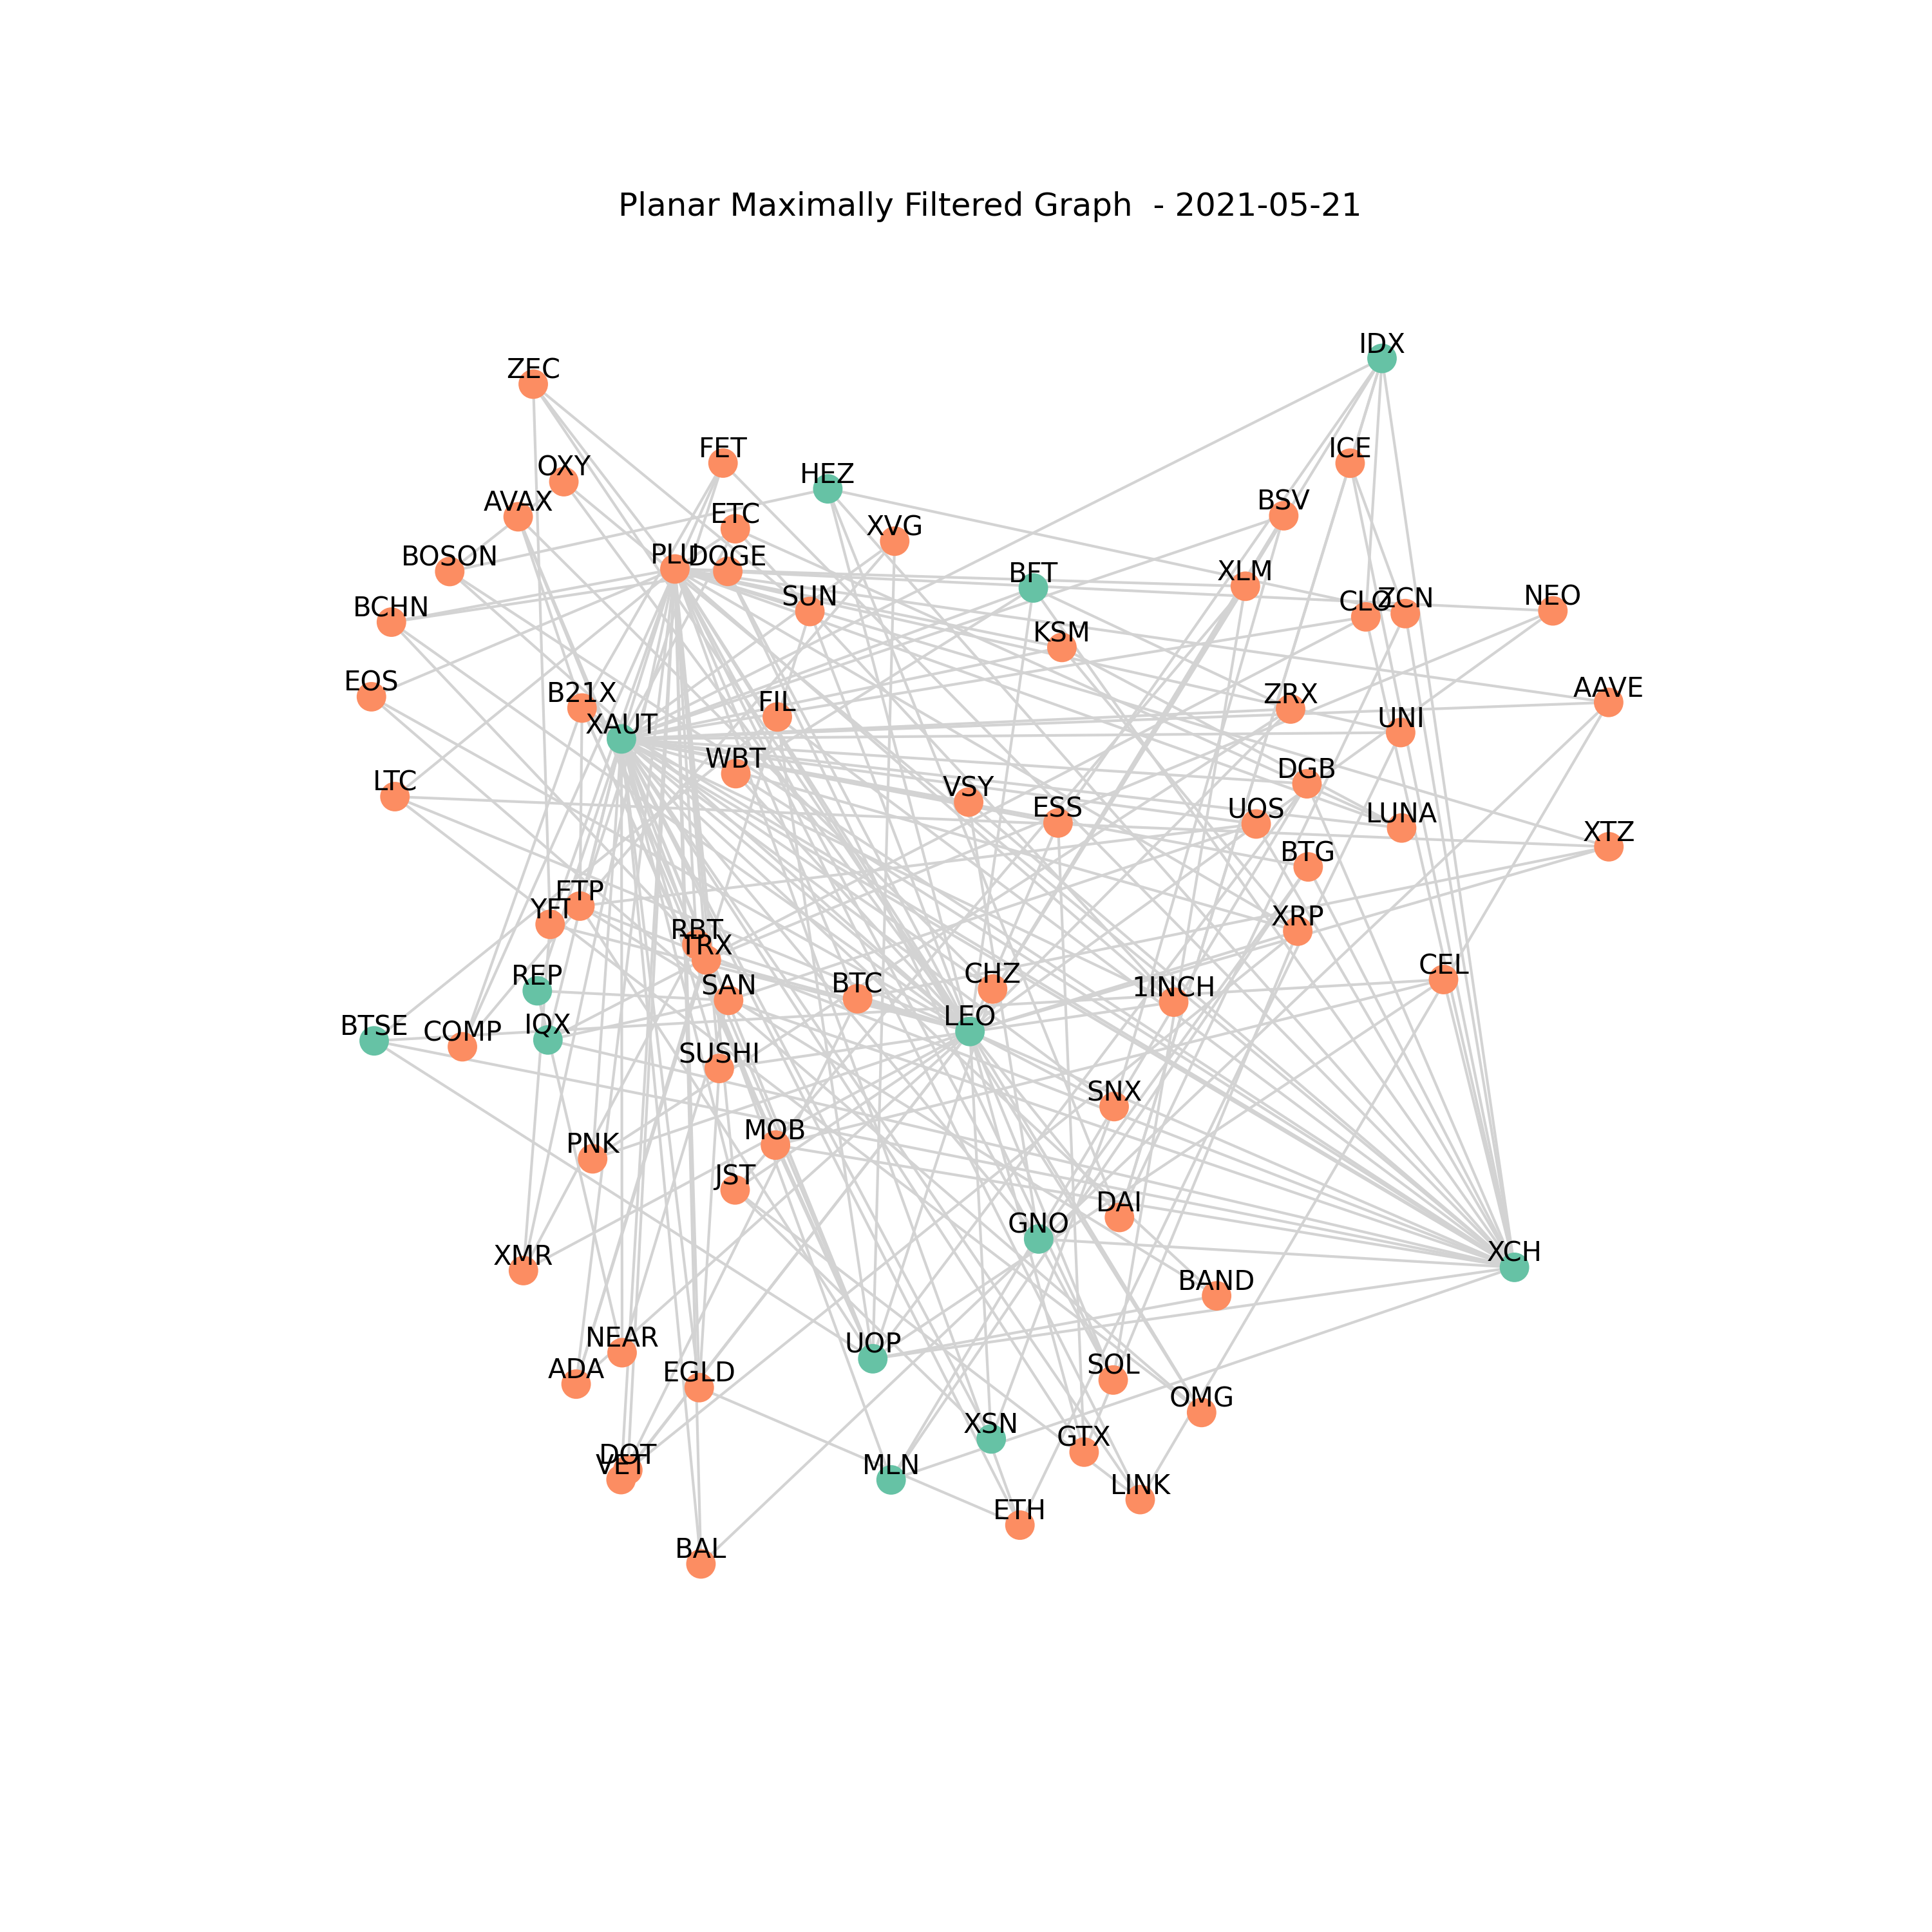 Planar Maximally Filtered Graph - 2021-05-21
IDX
ZEC
FET
ICE
OXY
HEZ
AVAX
BSV
ETC
XVG
BOSON
PLU
DOGE
BFT
XLM
BCHN
SUN
CLO
ZCN
NEO
KSM
EOS
B21X
FIL
ZRX
AAVE
XAUT
UNI
WBT
DGB
LTC
VSY
ESS
UOS
LUNA
XTZ
BTG
FTP
YFI
RBT
XRP
TRX
REP
SAN
BTC
CHZ
1INCH
CEL
BTSE
COMP
IQX
LEO
SUSHI
SNX
PNK
MOB
JST
DAI
GNO
XMR
XCH
BAND
NEAR
UOP
ADA
EGLD
SOL
OMG
XSN
GTX
DOT
VET
MLN
LINK
ETH
BAL